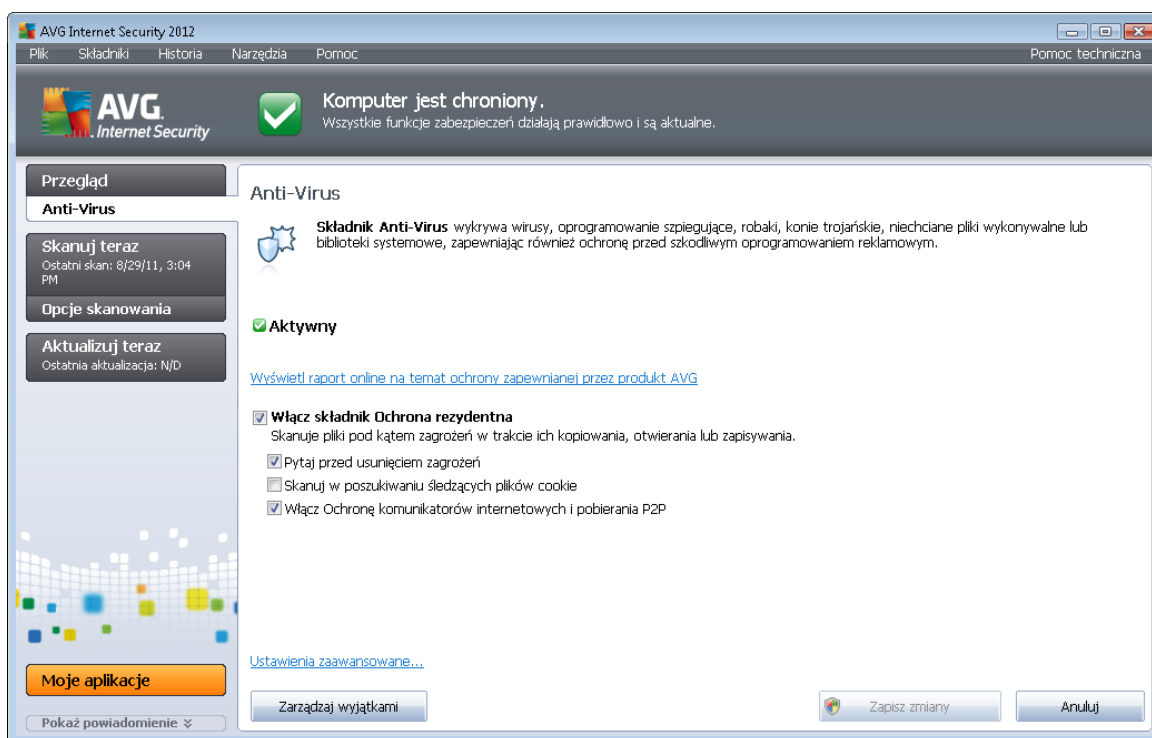 AVG Internet Security 2012
Plik Składniki Historia Narzędzia Pomoc Pomoc techniczna
AVG.
Internet Security
Komputer jest chroniony.
Wszystkie funkcje zabezpieczeń działają prawidłowo i są aktualne.
Przegląd
Anti-Virus
Skanuj teraz
Ostatni skan: 8/29/11, 3:04
PM
Opcje skanowania
Aktualizuj teraz
Ostatnia aktualizacja: N/D
Moje aplikacje
Pokaż powiadomienie
Anti-Virus
Składnik Anti-Virus wykrywa wirusy, oprogramowanie szpiegujące, robaki, konie trojańskie, niechciane pliki wykonywalne lub
biblioteki systemowe, zapewniając również ochronę przed szkodliwym oprogramowaniem reklamowym.
Aktywny
Wyświetl raport online na temat ochrony zapewnianej przez produkt AVG
Włącz składnik Ochrona rezydentna
Skanuje pliki pod kątem zagrożeń w trakcie ich kopiowania, otwierania lub zapisywania.
Pytaj przed usunięciem zagrożeń
Skanuj w poszukiwaniu śledzących plików cookie
Włącz Ochronę komunikatorów internetowych i pobierania P2P
Ustawienia zaawansowane...
Zarządzaj wyjątkami
Zapisz zmiany
Anuluj